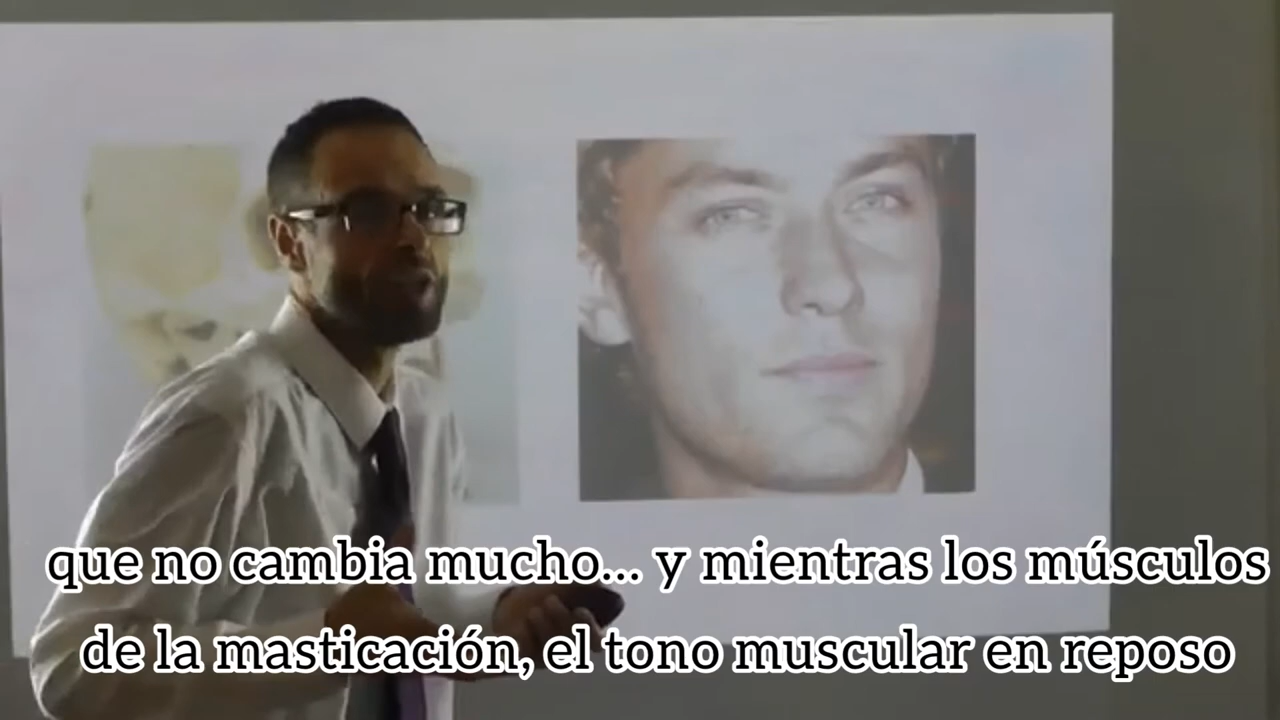 que no cambia mucho... y mientras los músculos
de la masticación, el tono muscular en reposo